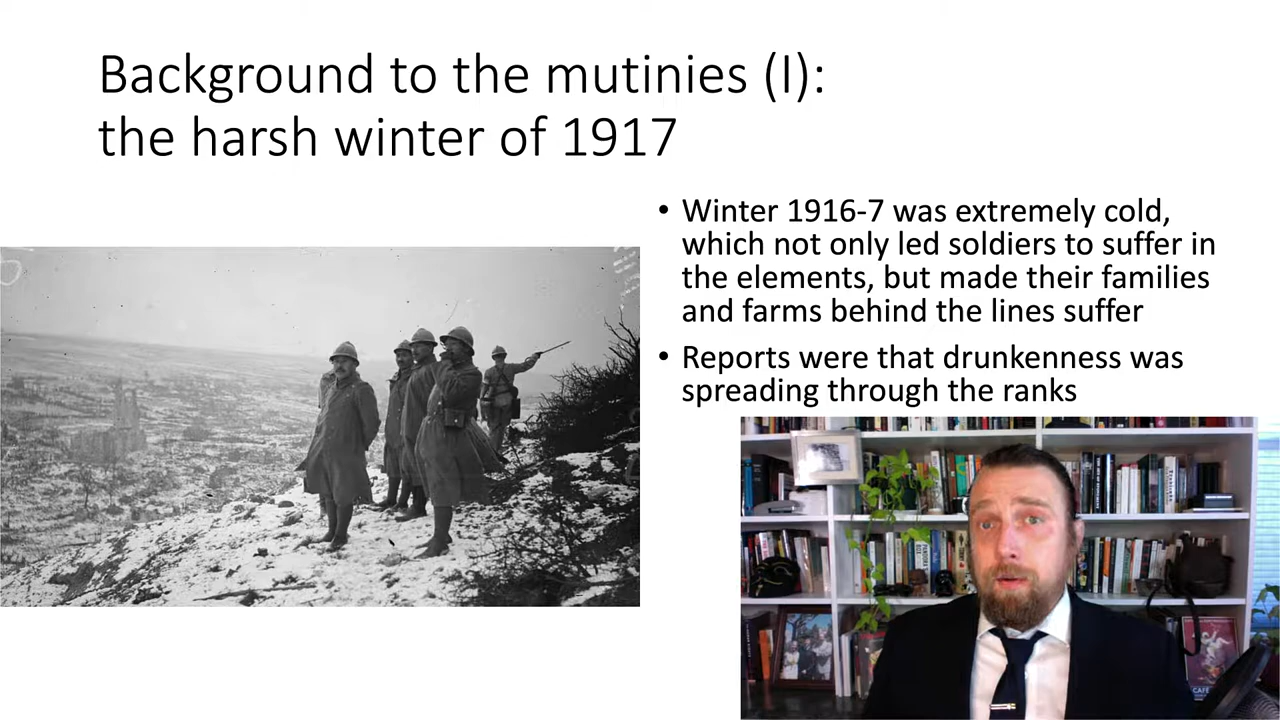 Background to the mutinies (I):
the harsh winter of 1917
• Winter 1916-7 was extremely cold,
which not only led soldiers to suffer in
the elements, but made their families
and farms behind the lines suffer
• Reports were that drunkenness was
spreading through the ranks
CAFE